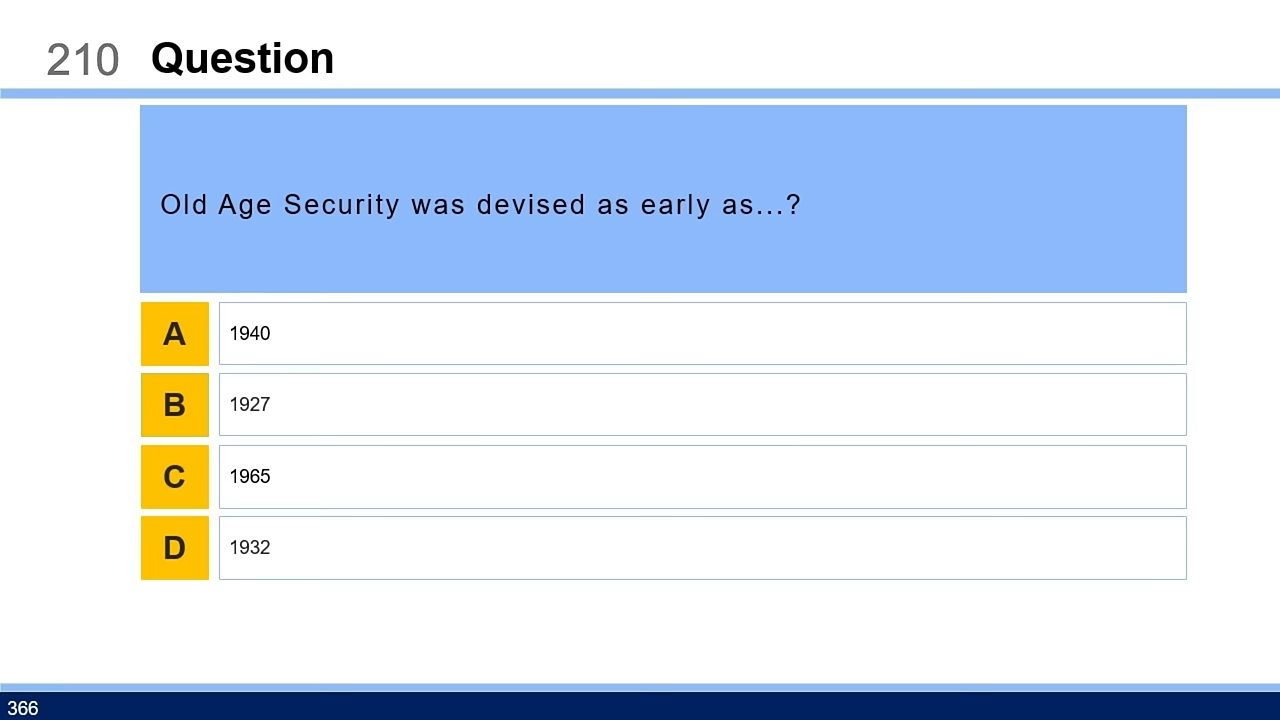 210 Question
Old Age Security was devised as early as...?
A 1940
B 1927
C 1965
D 1932
366